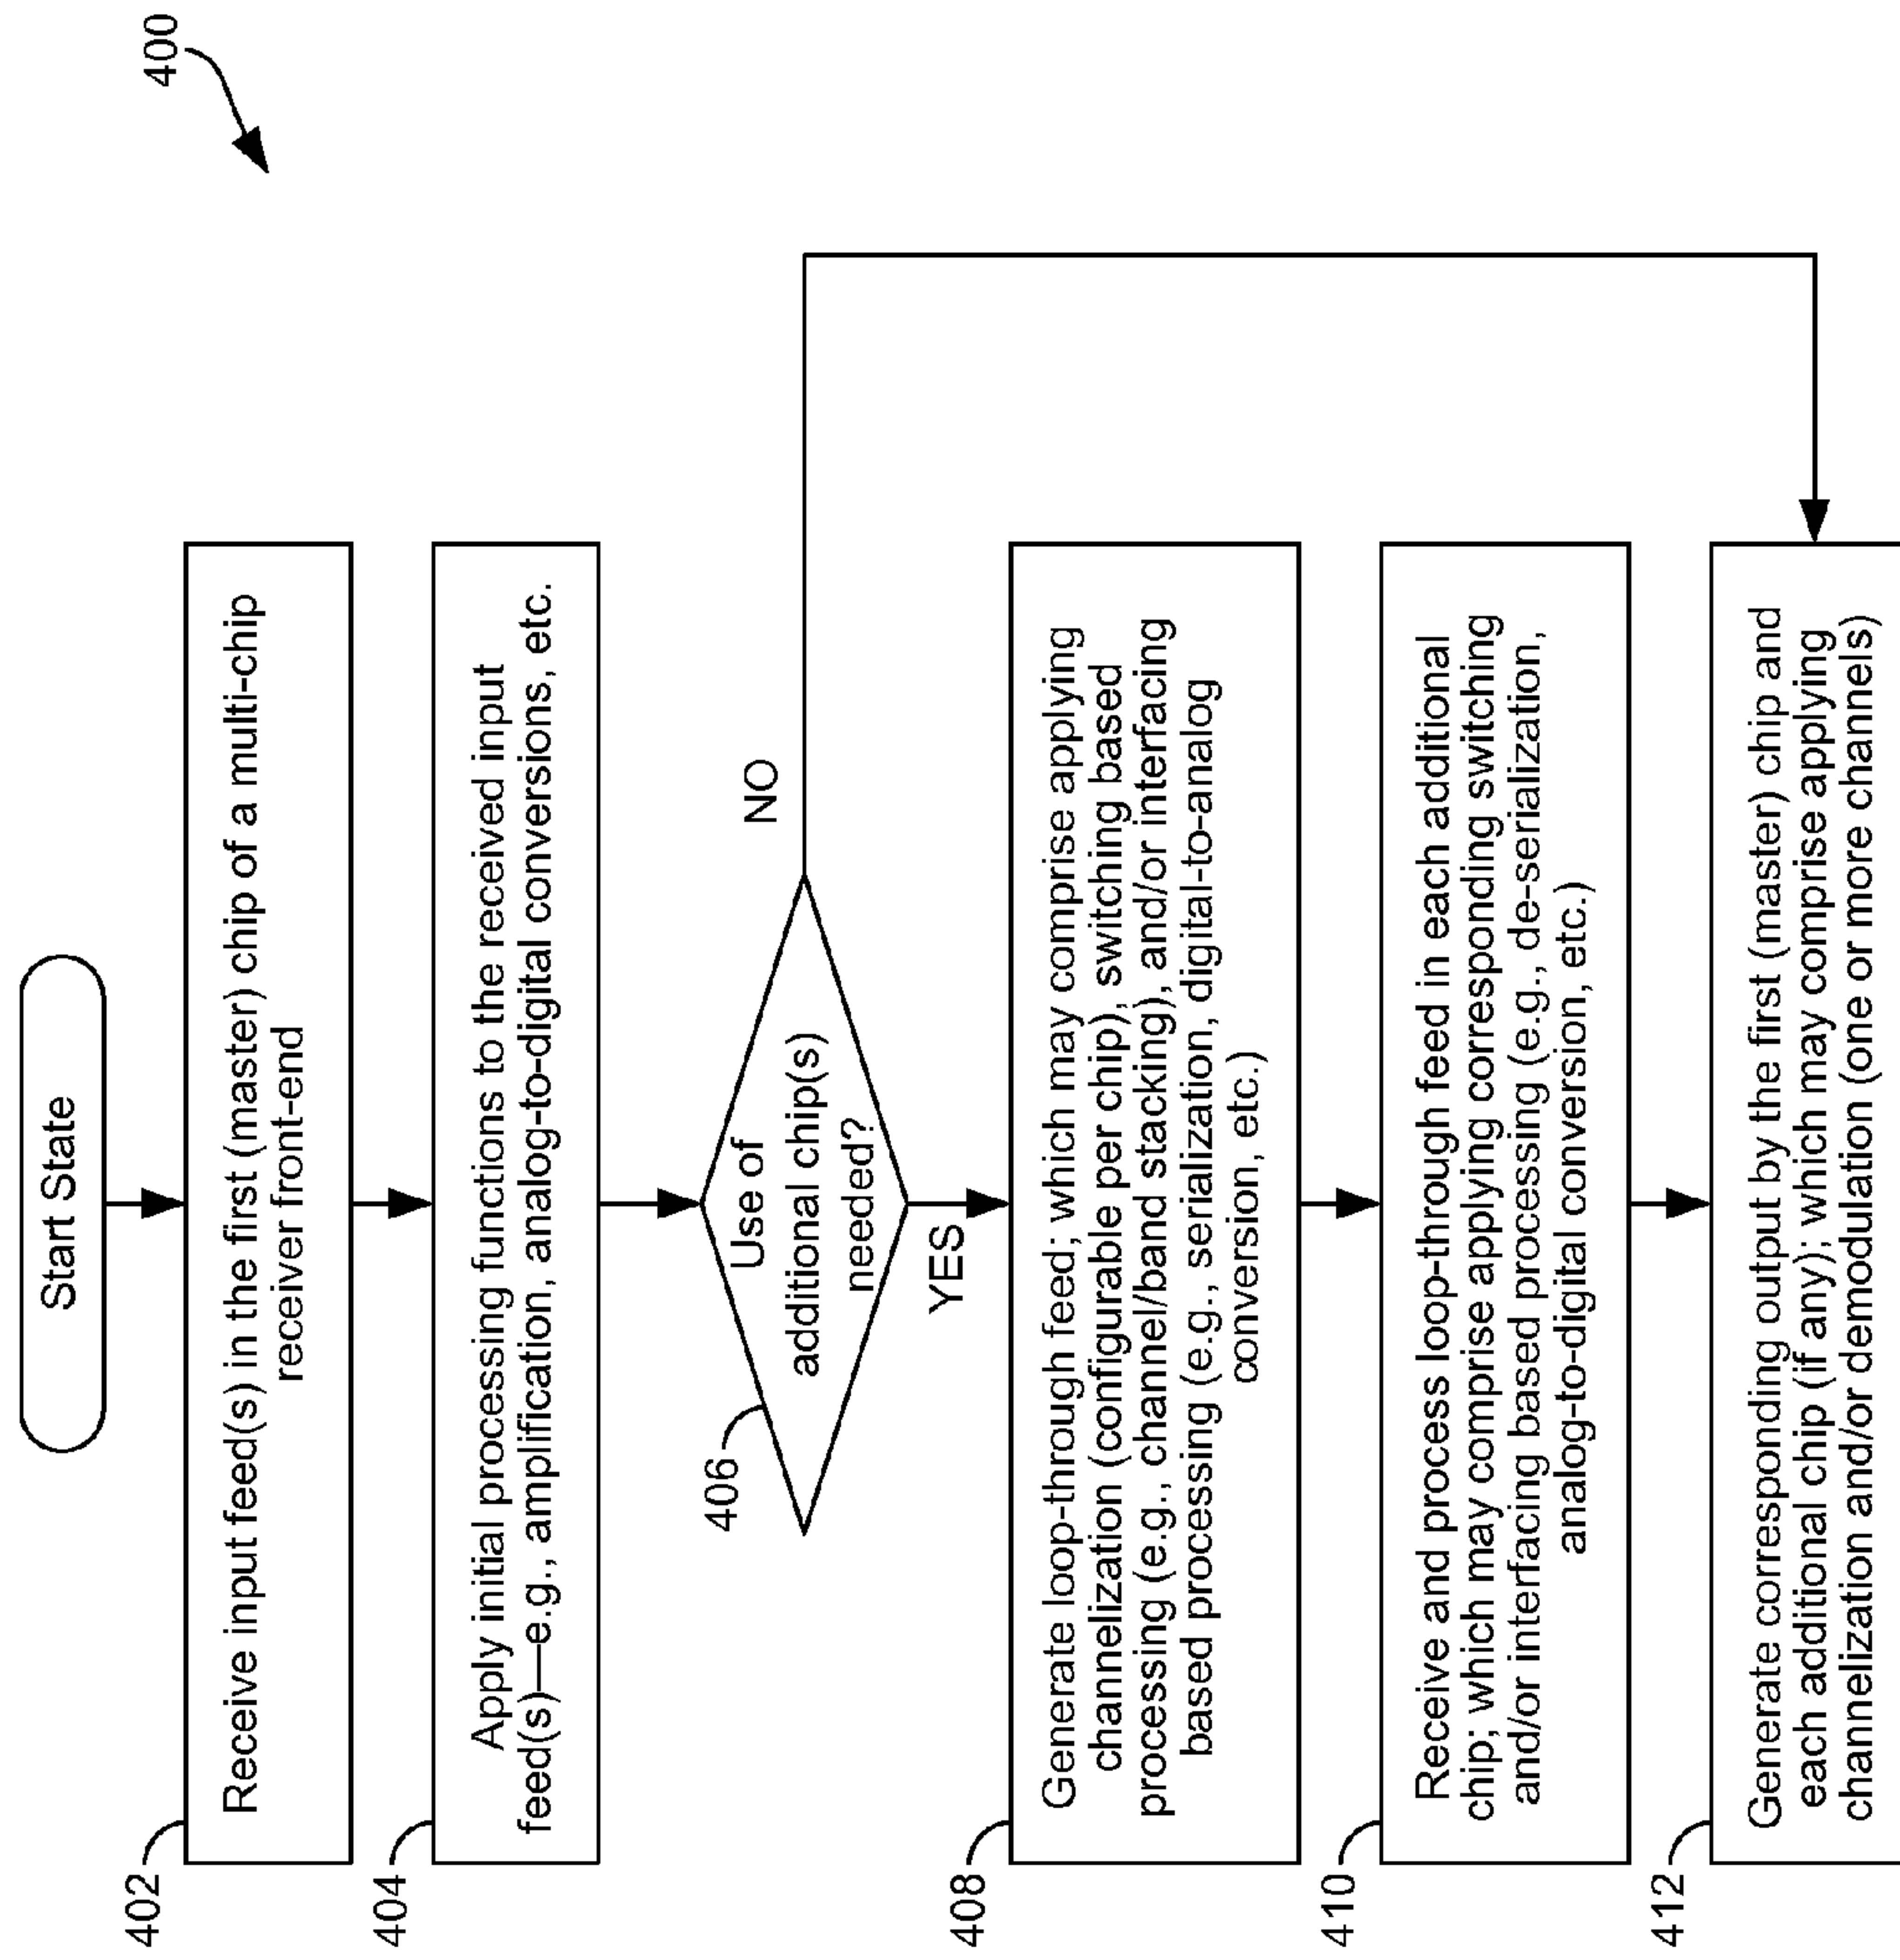 400
Start State
402
Receive input feed(s) in the first (master) chip of a multi-chip
receiver front-end
404
Apply initial processing functions to the received input
feed(s)—e.g., amplification, analog-to-digital conversions, etc.
406
Use of
additional chip(s)
needed?
NO
YES
408
Generate loop-through feed; which may comprise applying
channelization (configurable per chip), switching based
processing (e.g., channel/band stacking), and/or interfacing
based processing (e.g., serialization, digital-to-analog
conversion, etc.)
410
Receive and process loop-through feed in each additional
chip; which may comprise applying corresponding switching
and/or interfacing based processing (e.g., de-serialization,
analog-to-digital conversion, etc.)
412
Generate corresponding output by the first (master) chip and
each additional chip (if any); which may comprise applying
channelization and/or demodulation (one or more channels)